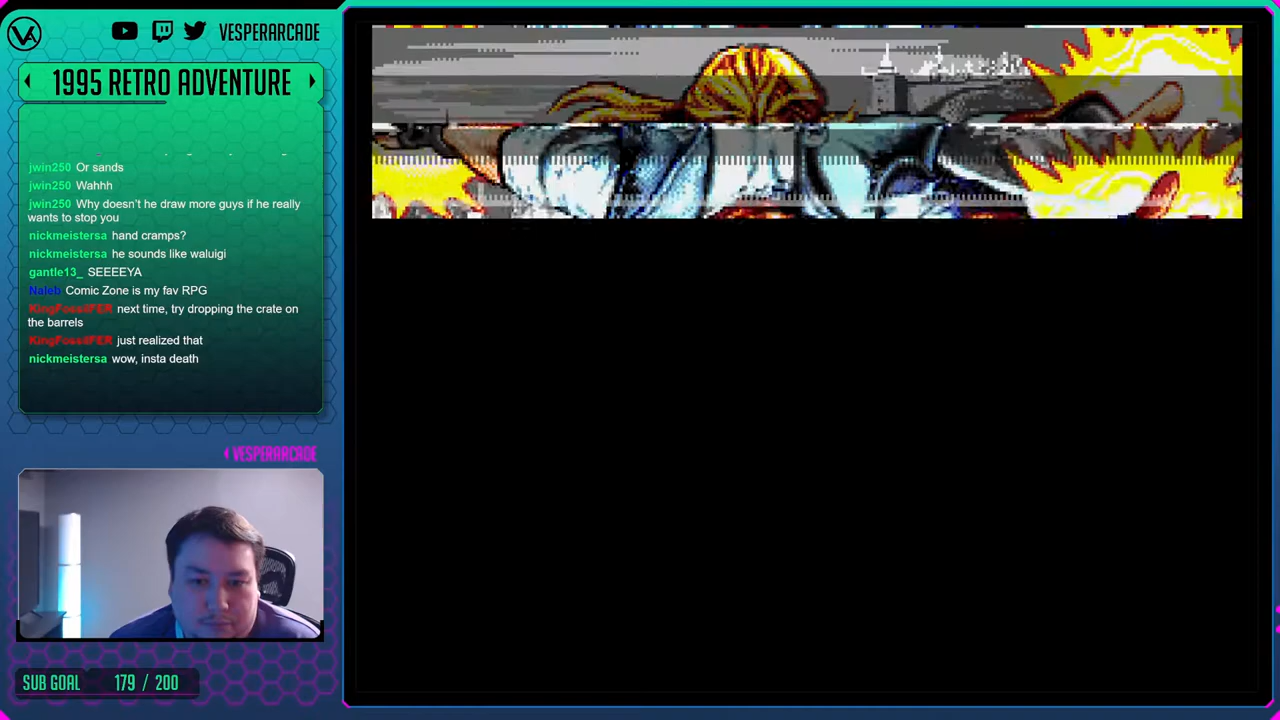 VESPERARCADE
1995 RETRO ADVENTURE
jwin250 Or sands
jwin250 Wahhh
jwin250 Why doesn't he draw more guys if he really
wants to stop you
nickmeistersa hand cramps?
nickmeistersa he sounds like waluigi
gantle13_ SEEEEYA
Naleb Comic Zone is my fav RPG
KingFossilFER next time, try dropping the crate on
the barrels
KingFossilFER just realized that
nickmeistersa wow, insta death
VESPERARCADE
SUB GOAL 179 / 200